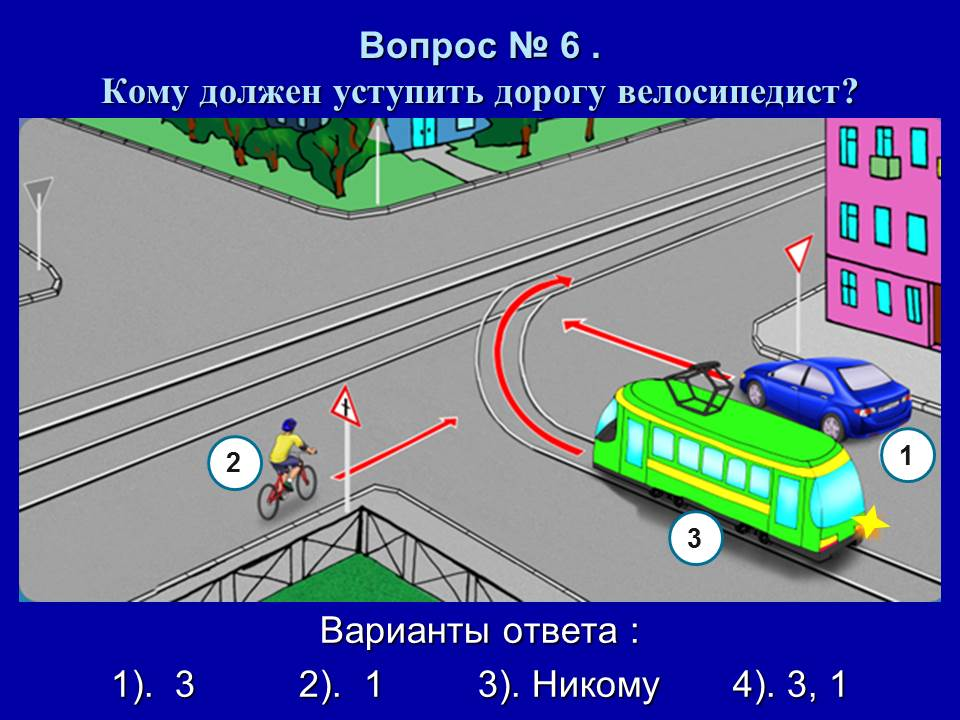 Вопрос № 6 .
Кому должен уступить дорогу велосипедист?
2
1
3
Варианты ответа :
1). 3 2). 1 3). Никому 4). 3, 1